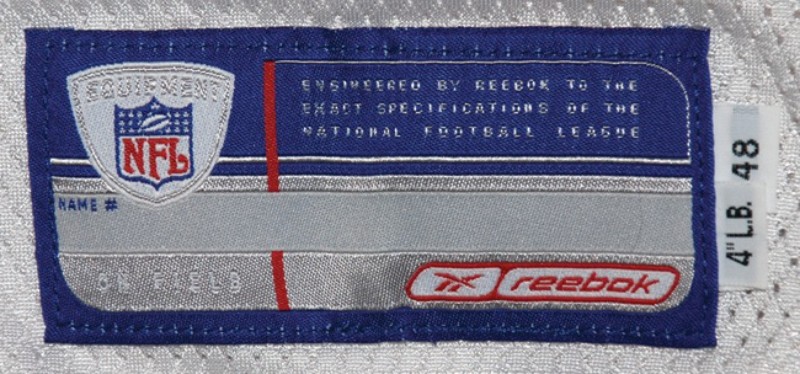 EQUIPMENT
NFL
ENGINEERED BY REEBOK TO THE
EXACT SPECIFICATIONS OF THE
NATIONAL FOOTBALL LEAGUE
NAME #
ON FIELD
Reebok
4" L.B. 48